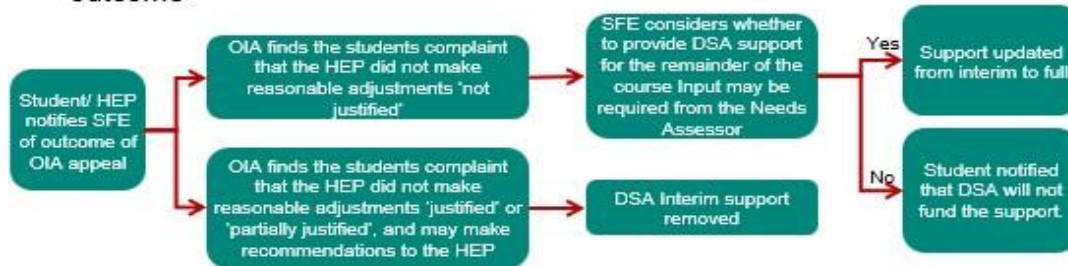 outcome
OIA finds the students complaint
that the HEP did not make
reasonable adjustments ‘not
justified’
SFE considers whether
to provide DSA support
for the remainder of the
course Input may be
required from the Needs
Assessor
Yes
Support updated
from interim to full
Student/ HEP
notifies SFE
of outcome of
OIA appeal
OIA finds the students complaint
that the HEP did not make
reasonable adjustments ‘justified’ or
‘partially justified’, and may make
recommendations to the HEP
DSA Interim support
removed
No
Student notified
that DSA will not
fund the support.